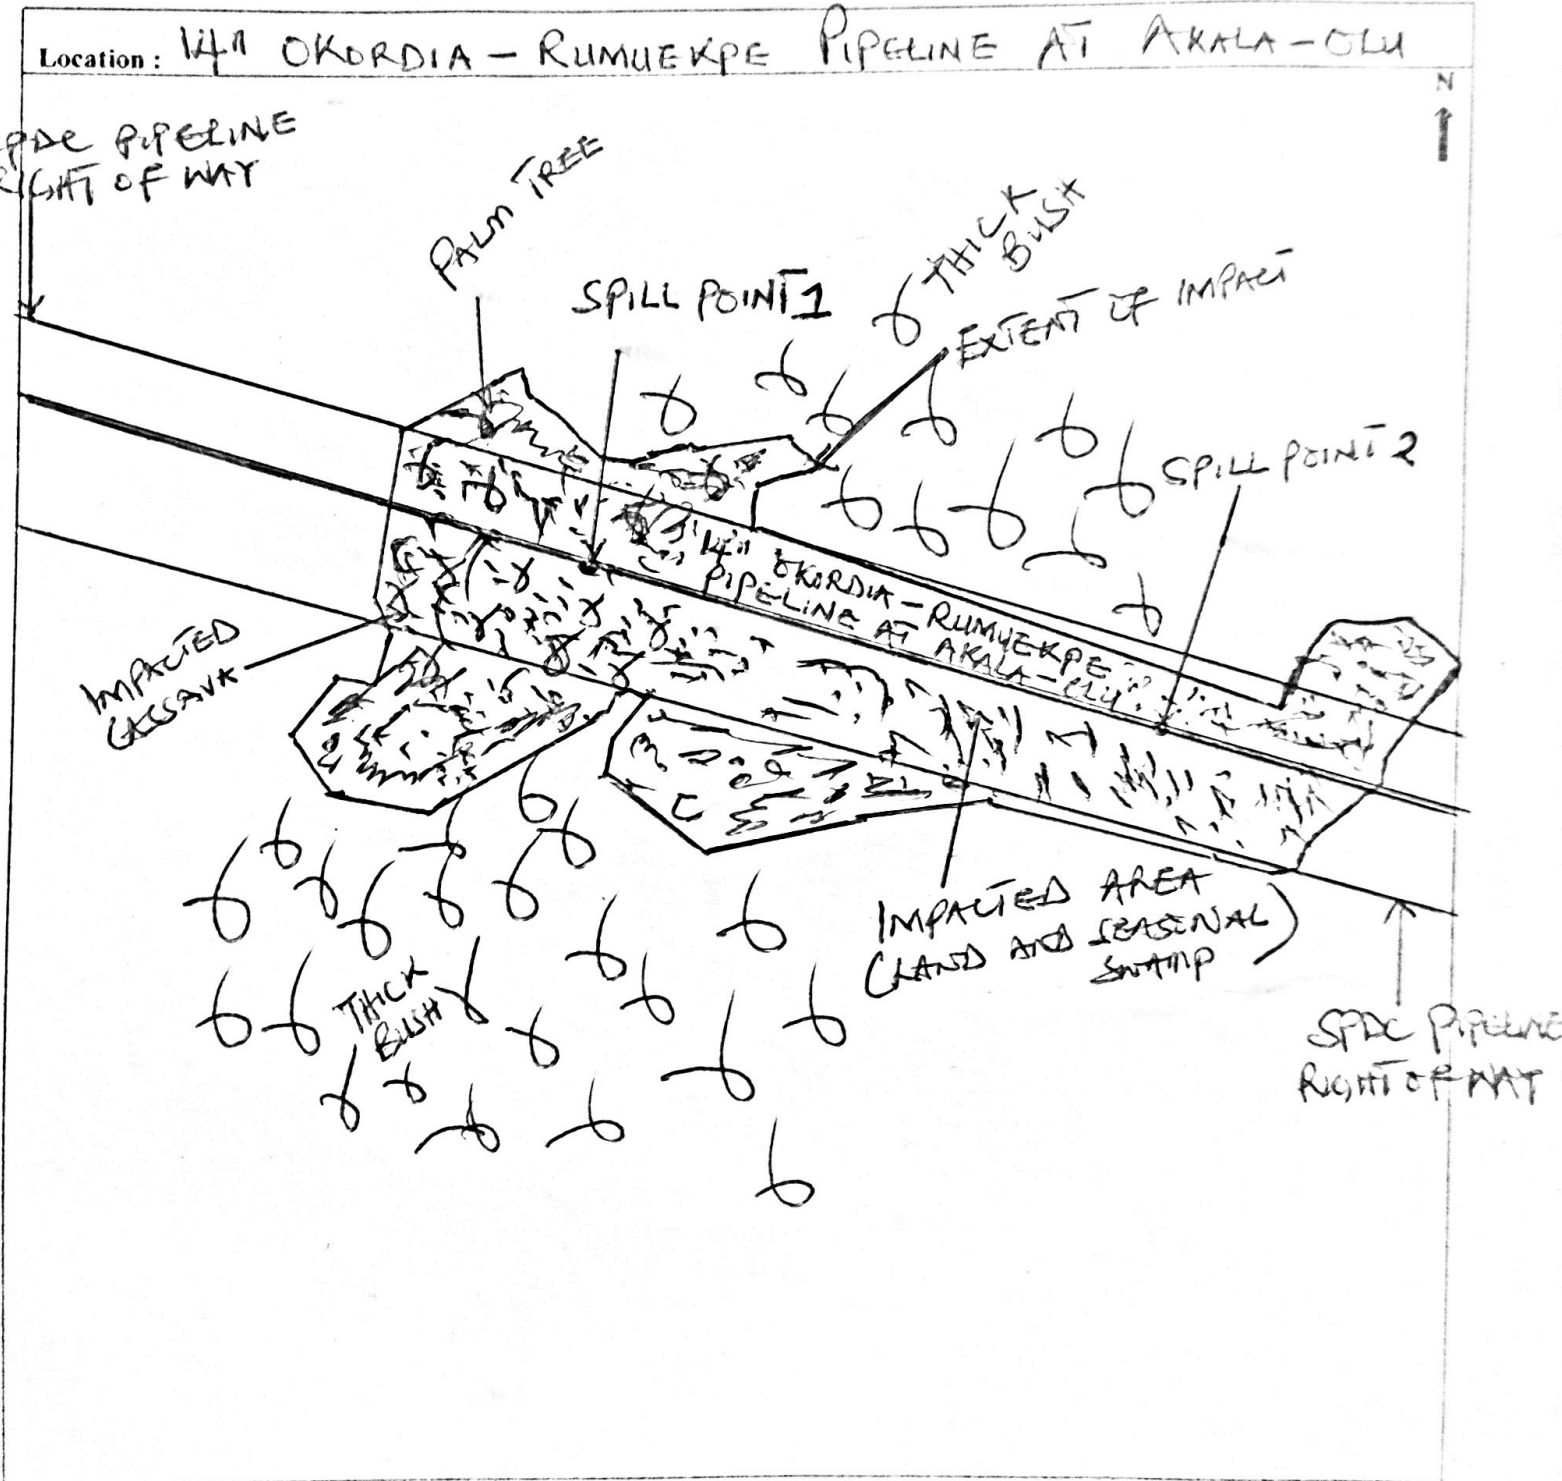 Location : 14" OKORDIA - RUMUEKPE PIPELINE AT AKALA-OLU
N
SPDC PIPELINE
RIGHT OF WAY
PALM TREE
THICK
BUSH
SPILL POINT 1
EXTENT OF IMPACT
SPILL POINT 2
14" OKORDIA - RUMUEKPE
PIPELINE AT AKALA-OLU
IMPACTED
CASSAVA
IMPACTED AREA
(LAND AND SEASONAL)
SWAMP
THICK
BUSH
SPDC PIPELINE
RIGHT OF WAY